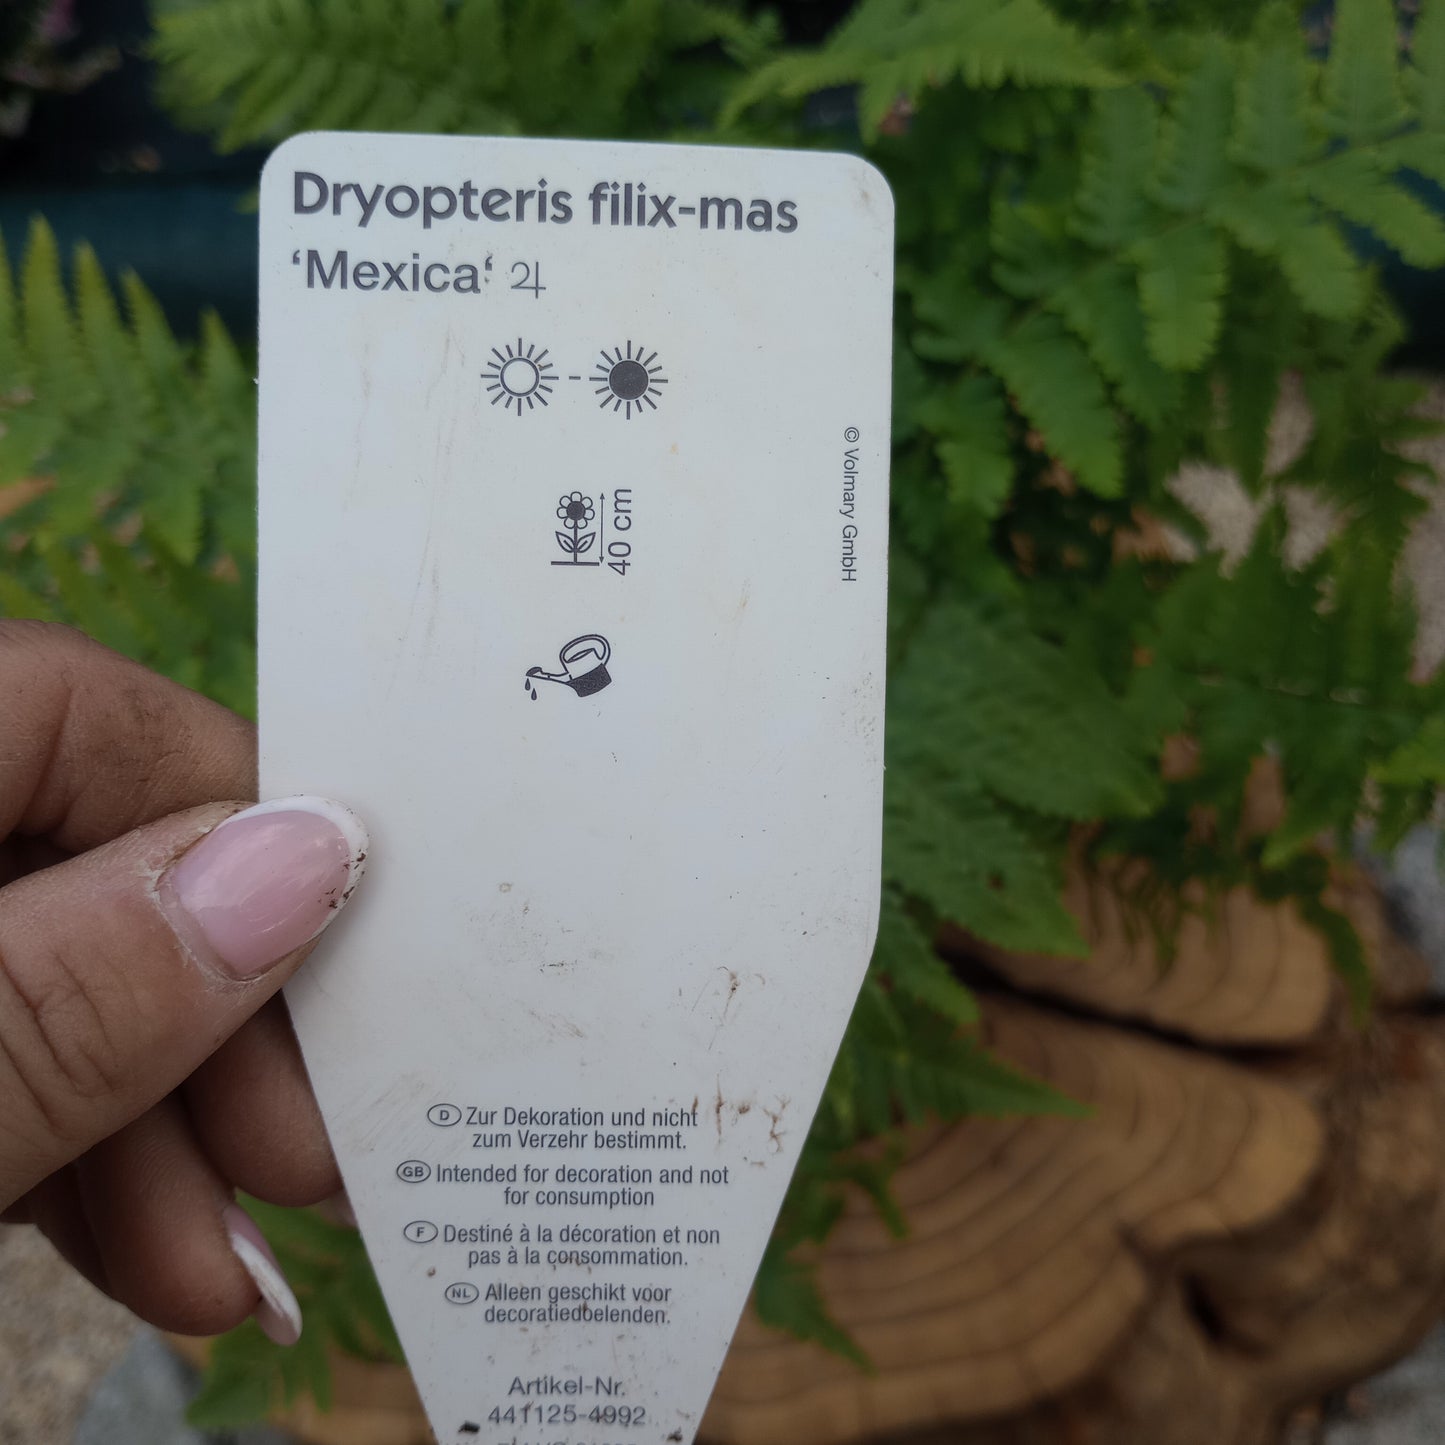 Dryopteris filix-mas
‘Mexica‘ ♃
-
40 cm
© Volmary GmbH
D Zur Dekoration und nicht
zum Verzehr bestimmt.
GB Intended for decoration and not
for consumption
F Destiné à la décoration et non
pas à la consommation.
NL Alleen geschikt voor
decoratiedoelenden.
Artikel-Nr.
441125-4992